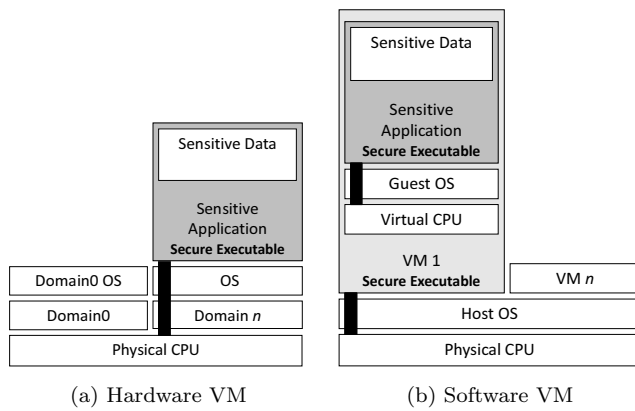 Sensitive Data
Sensitive
Application
Secure Executable
Domain0 OS
OS
Domain0
Domain n
Physical CPU
(a) Hardware VM
Sensitive Data
Sensitive
Application
Secure Executable
Guest OS
Virtual CPU
VM 1
Secure Executable
VM n
Host OS
Physical CPU
(b) Software VM